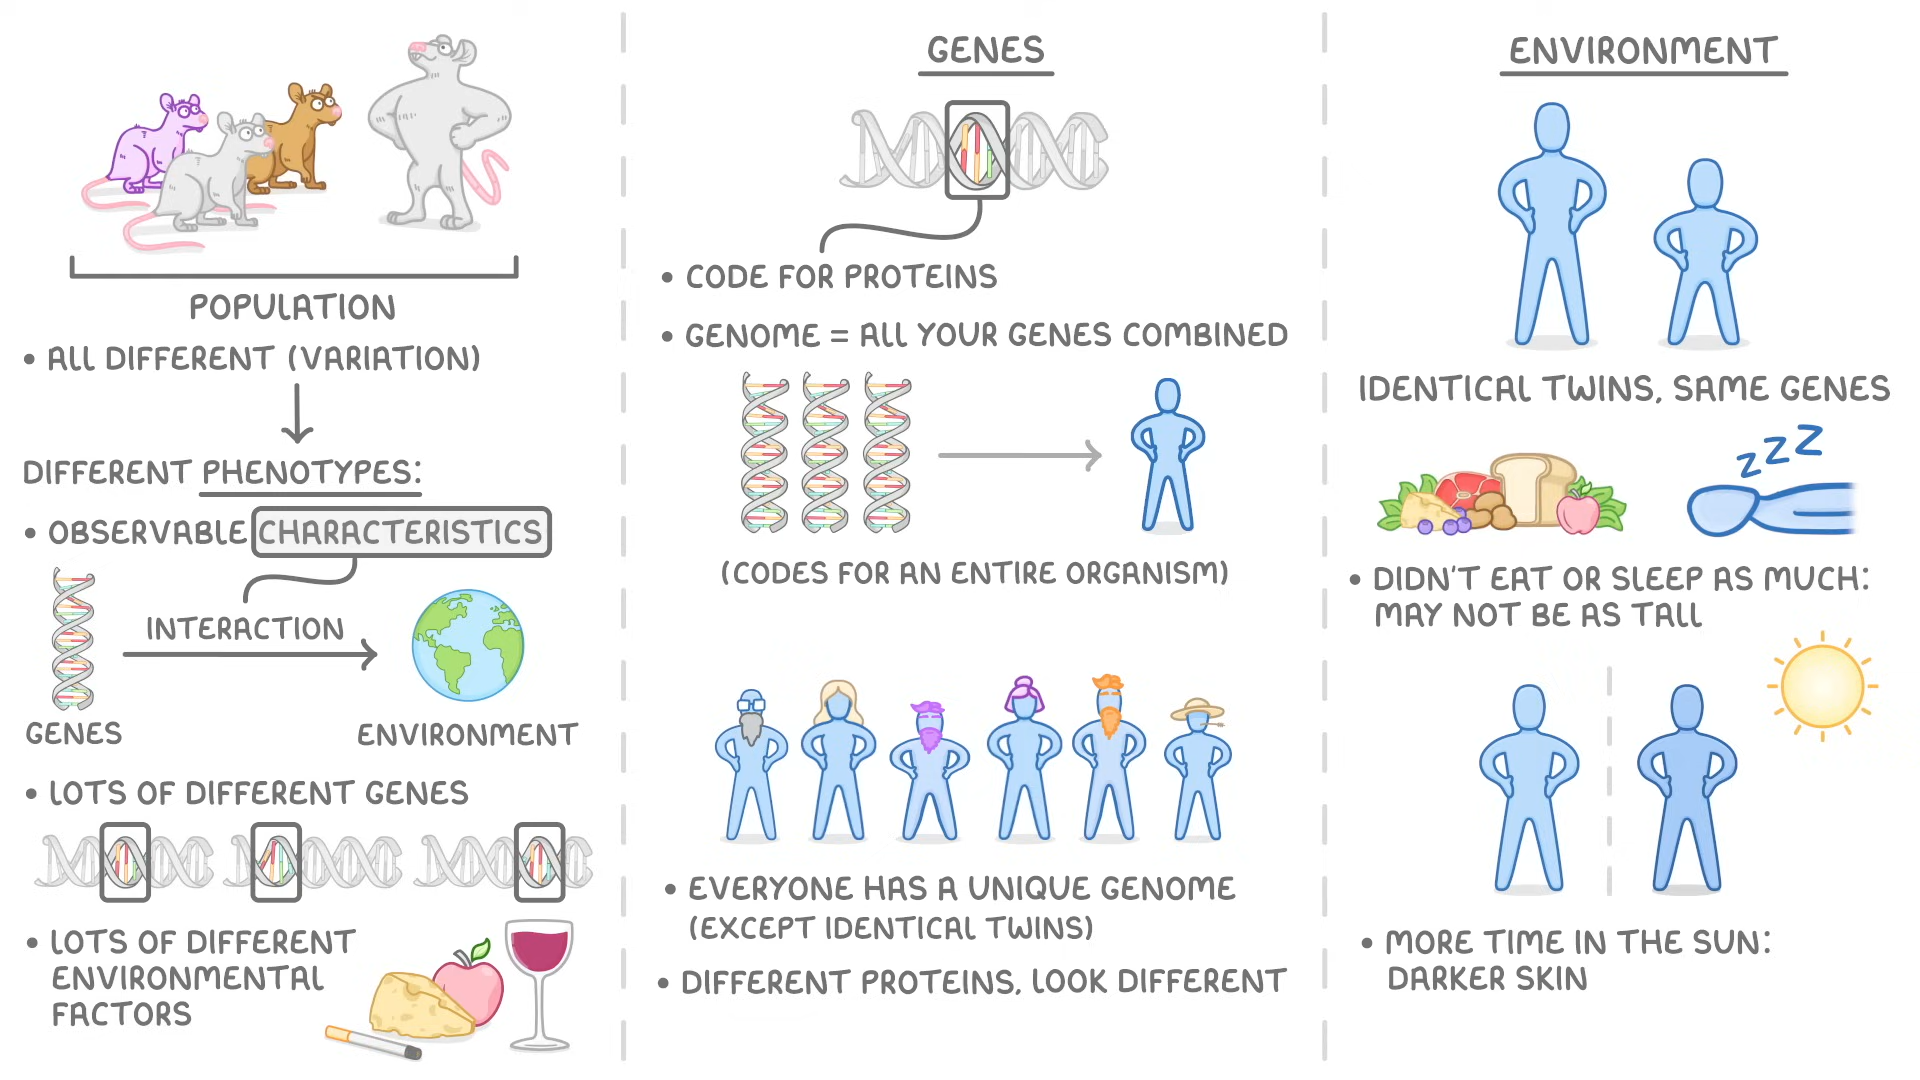 POPULATION
• ALL DIFFERENT (VARIATION)
DIFFERENT PHENOTYPES:
• OBSERVABLE CHARACTERISTICS
INTERACTION
GENES
ENVIRONMENT
• LOTS OF DIFFERENT GENES
• LOTS OF DIFFERENT
ENVIRONMENTAL
FACTORS
GENES
• CODE FOR PROTEINS
• GENOME = ALL YOUR GENES COMBINED
(CODES FOR AN ENTIRE ORGANISM)
• EVERYONE HAS A UNIQUE GENOME
(EXCEPT IDENTICAL TWINS)
• DIFFERENT PROTEINS, LOOK DIFFERENT
ENVIRONMENT
IDENTICAL TWINS, SAME GENES
Z Z Z
• DIDN'T EAT OR SLEEP AS MUCH:
MAY NOT BE AS TALL
• MORE TIME IN THE SUN:
DARKER SKIN